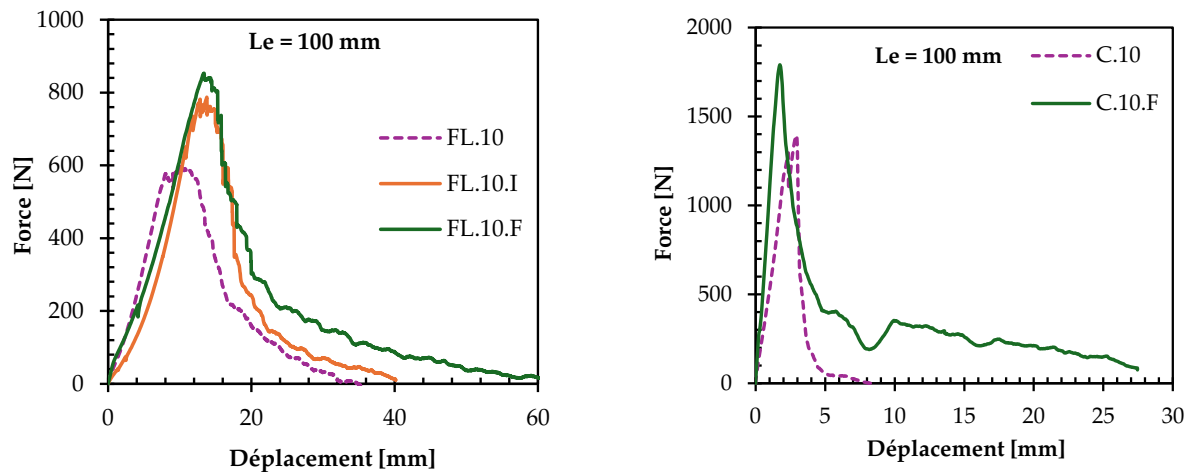 Le = 100 mm
Force [N]
1000
800
600
400
200
0
FL.10
FL.10.I
FL.10.F
0 20 40 60
Déplacement [mm]
Le = 100 mm
Force [N]
2000
1500
1000
500
0
C.10
C.10.F
0 5 10 15 20 25 30
Déplacement [mm]